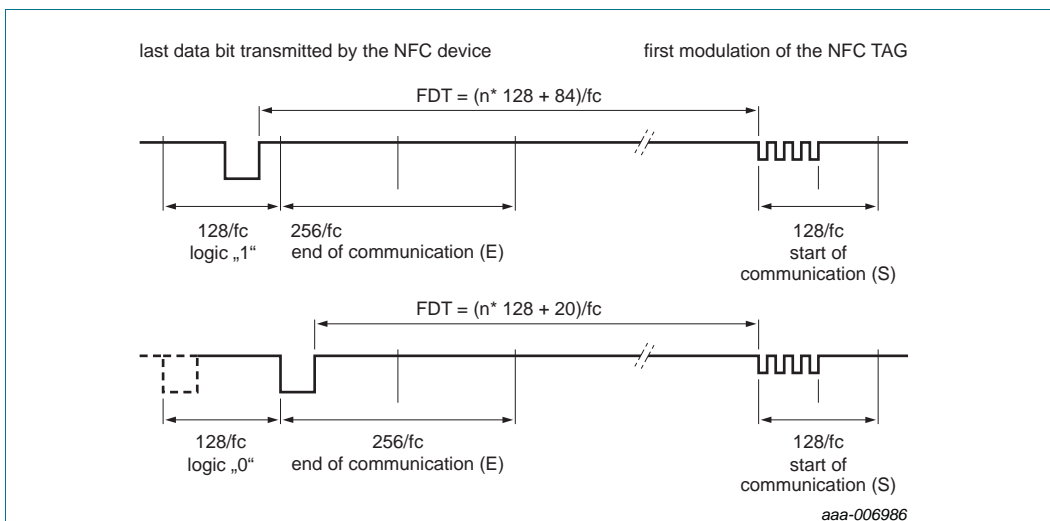 last data bit transmitted by the NFC device
first modulation of the NFC TAG
FDT = (n* 128 + 84)/fc
128/fc
logic „1“
256/fc
end of communication (E)
128/fc
start of
communication (S)
FDT = (n* 128 + 20)/fc
128/fc
logic „0“
256/fc
end of communication (E)
128/fc
start of
communication (S)
aaa-006986